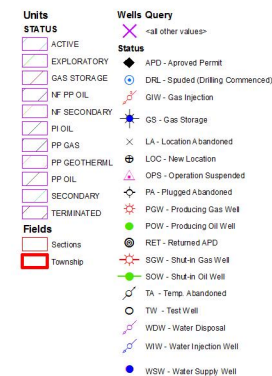 Units
STATUS
ACTIVE
EXPLORATORY
GAS STORAGE
NF PP OIL
NF SECONDARY
PI OIL
PP GAS
PP GEOTHERML
PP OIL
SECONDARY
TERMINATED
Fields
Sections
Township
Wells Query
<all other values>
Status
APD - Aproved Permit
DRL - Spuded (Drilling Commenced)
GIW - Gas Injection
GS - Gas Storage
LA - Location Abandoned
LOC - New Location
OPS - Operation Suspended
PA - Plugged Abandoned
PGW - Producing Gas Well
POW - Producing Oil Well
RET - Returned APD
SGW - Shut-in Gas Well
SOW - Shut-in Oil Well
TA - Temp. Abandoned
TW - Test Well
WDW - Water Disposal
WIW - Water Injection Well
WSW - Water Supply Well